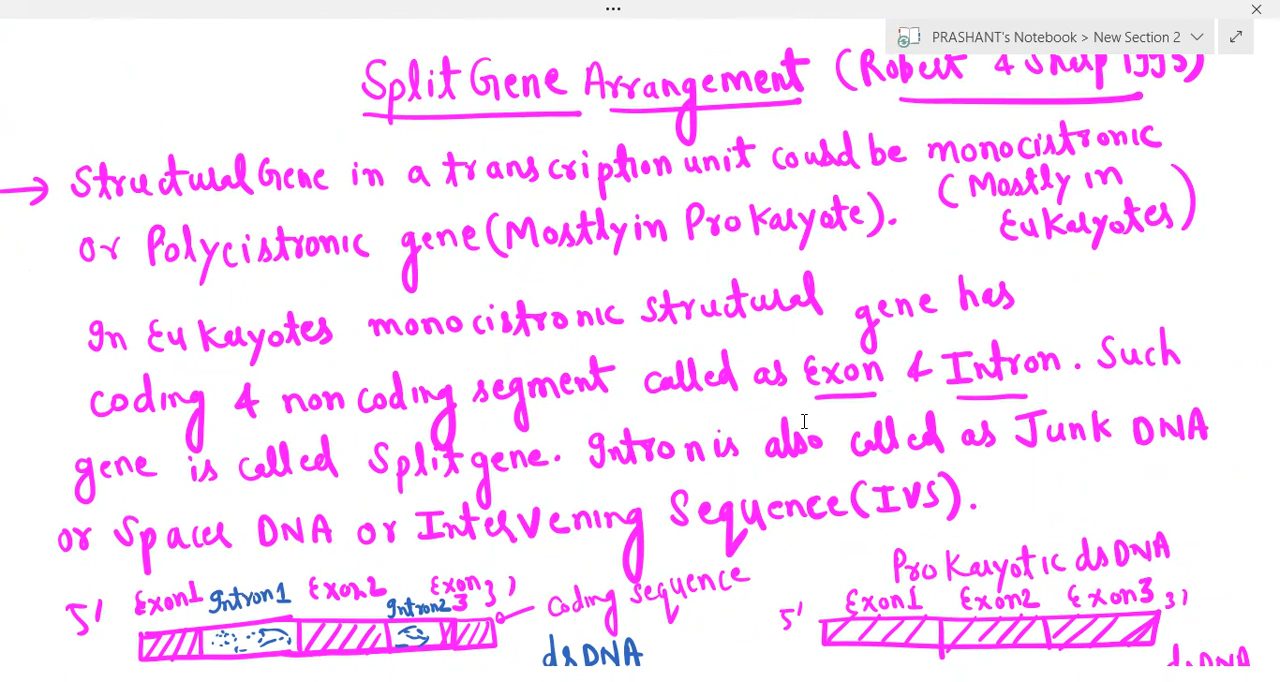 PRASHANT's Notebook > New Section 2
Split Gene Arrangement (Robert & Sharp 1993)
→ Structural Gene in a transcription unit could be monocistronic
(Mostly in Eukaryotes)
or Polycistronic gene (Mostly in Prokaryote).
In Eukaryotes monocistronic structural gene has
coding & non coding segment called as Exon & Intron. Such
gene is called Split gene. Intron is also called as Junk DNA
or Spacer DNA or Intervening Sequence (IVS).
5' Exon1 Intron1 Exon2 Intron2 Exon 3 3'
coding sequence
dsDNA
Prokaryotic dsDNA
5' Exon1 Exon2 Exon3 3'
dsDNA